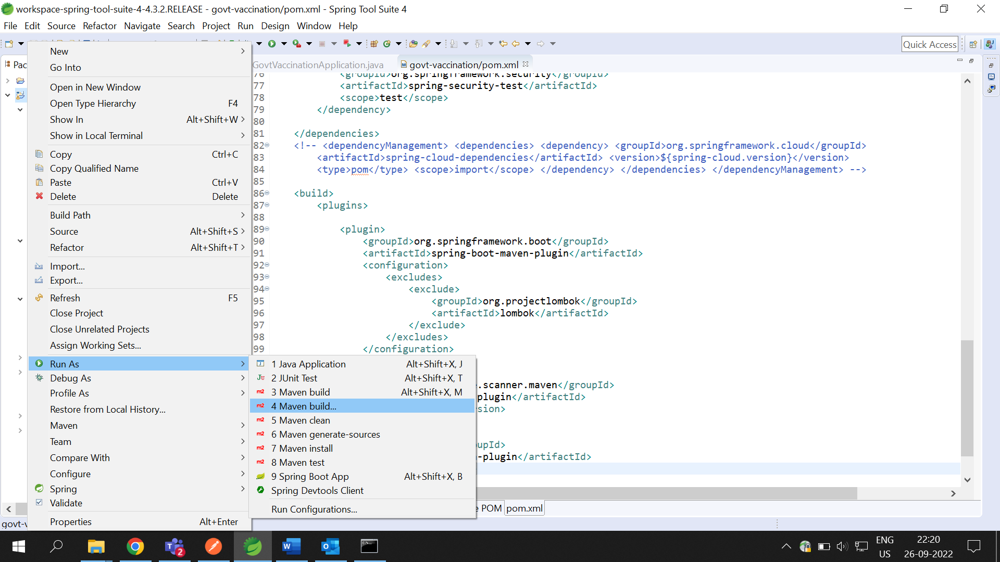 workspace-spring-tool-suite-4-4.3.2.RELEASE - govt-vaccination/pom.xml - Spring Tool Suite 4
File Edit Source Refactor Navigate Search Project Run Design Window Help
Quick Access
Pac
GovtVaccinationApplication.java
govt-vaccination/pom.xml
New
Go Into
Open in New Window
Open Type Hierarchy F4
Show In Alt+Shift+W
Show in Local Terminal
Copy Ctrl+C
Copy Qualified Name
Paste Ctrl+V
Delete Delete
Build Path
Source Alt+Shift+S
Refactor Alt+Shift+T
Import...
Export...
Refresh F5
Close Project
Close Unrelated Projects
Assign Working Sets...
Run As
Debug As
Profile As
Restore from Local History...
Maven
Team
Compare With
Configure
Spring
Validate
Properties Alt+Enter
76 <groupId>org.springframework.security</groupId>
77 <artifactId>spring-security-test</artifactId>
78 <scope>test</scope>
79 </dependency>
80
81 </dependencies>
82 <!-- <dependencyManagement> <dependencies> <dependency> <groupId>org.springframework.cloud</groupId>
83 <artifactId>spring-cloud-dependencies</artifactId> <version>${spring-cloud.version}</version>
84 <type>pom</type> <scope>import</scope> </dependency> </dependencies> </dependencyManagement> -->
85
86 <build>
87 <plugins>
88
89 <plugin>
90 <groupId>org.springframework.boot</groupId>
91 <artifactId>spring-boot-maven-plugin</artifactId>
92 <configuration>
93 <excludes>
94 <exclude>
95 <groupId>org.projectlombok</groupId>
96 <artifactId>lombok</artifactId>
97 </exclude>
98 </excludes>
99 </configuration>
.scanner.maven</groupId>
plugin</artifactId>
sion>
upId>
-plugin</artifactId>
1 Java Application Alt+Shift+X, J
2 JUnit Test Alt+Shift+X, T
3 Maven build Alt+Shift+X, M
4 Maven build...
5 Maven clean
6 Maven generate-sources
7 Maven install
8 Maven test
9 Spring Boot App Alt+Shift+X, B
Spring Devtools Client
Run Configurations...
e POM
pom.xml
govt-v
2
ENG
US
22:20
26-09-2022